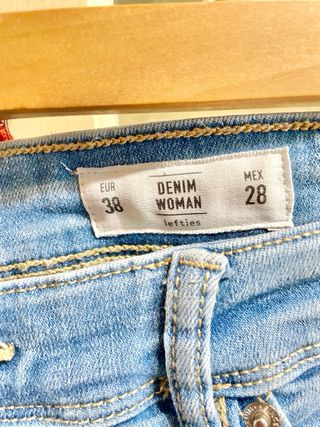 EUR
38
DENIM
WOMAN
lefties
MEX
28